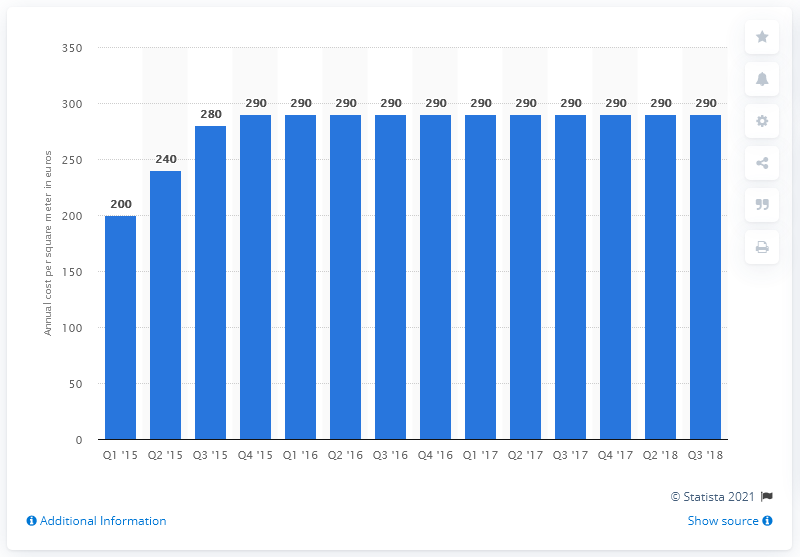 Annual cost per square meter in euros
350
300
250
200
150
100
50
0
200 240 280 290 290 290 290 290 290 290 290 290 290 290
Q1 '15 Q2 '15 Q3 '15 Q4 '15 Q1 '16 Q2 '16 Q3 '16 Q4 '16 Q1 '17 Q2 '17 Q3 '17 Q4 '17 Q2 '18 Q3 '18
© Statista 2021
Additional Information
Show source